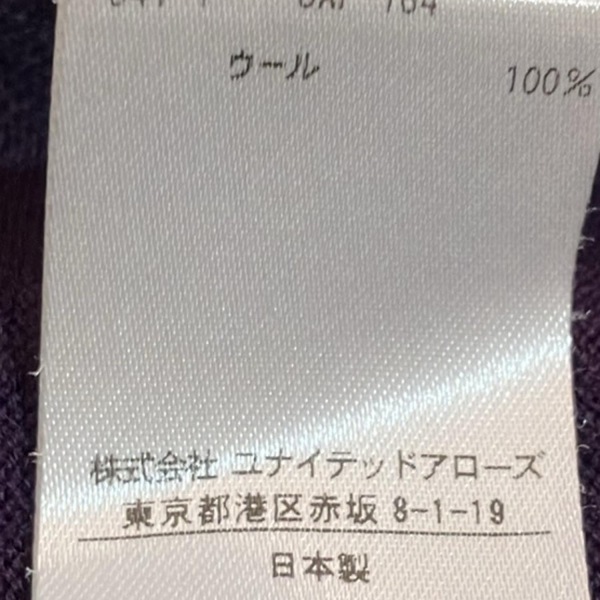 ウール 100%
株式会社 ユナイテッドアローズ
東京都港区赤坂 8-1-19
日本製